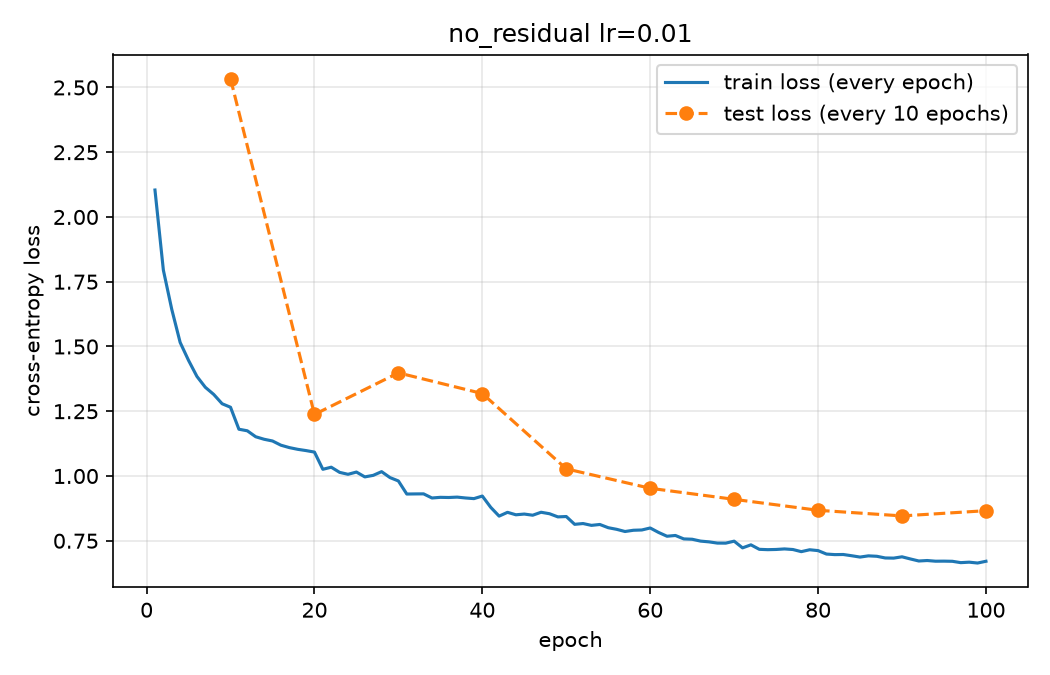 no_residual lr=0.01
train loss (every epoch)
test loss (every 10 epochs)
cross-entropy loss
2.50
2.25
2.00
1.75
1.50
1.25
1.00
0.75
0 20 40 60 80 100
epoch